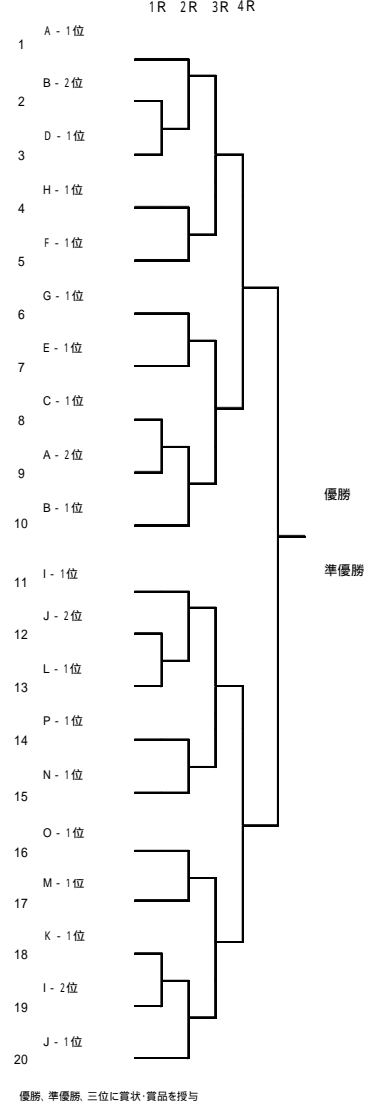 1R 2R 3R 4R
A - 1位
1
B - 2位
2
D - 1位
3
H - 1位
4
F - 1位
5
G - 1位
6
E - 1位
7
C - 1位
8
A - 2位
9
B - 1位
10
優勝
準優勝
I - 1位
11
J - 2位
12
L - 1位
13
P - 1位
14
N - 1位
15
O - 1位
16
M - 1位
17
K - 1位
18
I - 2位
19
J - 1位
20
優勝、準優勝、三位に賞状・賞品を授与